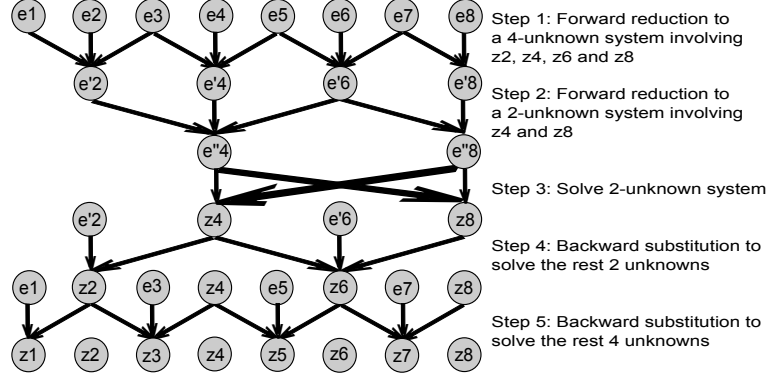 e1 e2 e3 e4 e5 e6 e7 e8
Step 1: Forward reduction to
a 4-unknown system involving
z2, z4, z6 and z8
e'2 e'4 e'6 e'8
Step 2: Forward reduction to
a 2-unknown system involving
z4 and z8
e''4 e''8
Step 3: Solve 2-unknown system
e'2 z4 e'6 z8
Step 4: Backward substitution to
solve the rest 2 unknowns
e1 z2 e3 z4 e5 z6 e7 z8
Step 5: Backward substitution to
solve the rest 4 unknowns
z1 z2 z3 z4 z5 z6 z7 z8